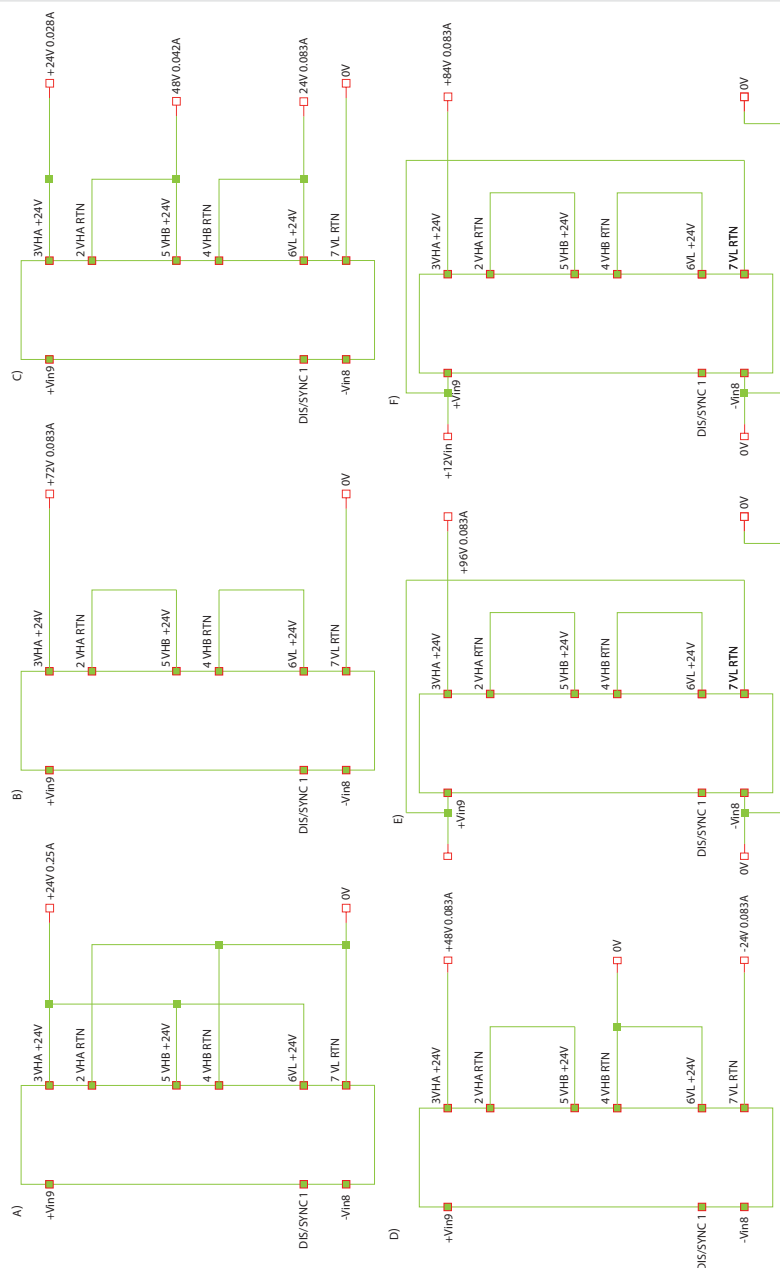 A)
+Vin9
DIS/SYNC 1
-Vin8
3VHA +24V
2 VHA RTN
5 VHB +24V
4 VHB RTN
6VL +24V
7 VL RTN
+24V 0.25A
0V
B)
+Vin9
DIS/SYNC 1
-Vin8
3VHA +24V
2 VHA RTN
5 VHB +24V
4 VHB RTN
6VL +24V
7 VL RTN
+72V 0.083A
0V
C)
+Vin9
DIS/SYNC 1
-Vin8
3VHA +24V
2 VHA RTN
5 VHB +24V
4 VHB RTN
6VL +24V
7 VL RTN
+24V 0.028A
48V 0.042A
24V 0.083A
0V
D)
+Vin9
DIS/SYNC 1
-Vin8
3VHA +24V
2 VHA RTN
5 VHB +24V
4 VHB RTN
6VL +24V
7 VL RTN
+48V 0.083A
0V
-24V 0.083A
E)
+Vin9
DIS/SYNC 1
-Vin8
0V
3VHA +24V
2 VHA RTN
5 VHB +24V
4 VHB RTN
6VL +24V
7 VL RTN
+96V 0.083A
0V
F)
+12Vin
+Vin9
DIS/SYNC 1
-Vin8
0V
3VHA +24V
2 VHA RTN
5 VHB +24V
4 VHB RTN
6VL +24V
7 VL RTN
+84V 0.083A
0V